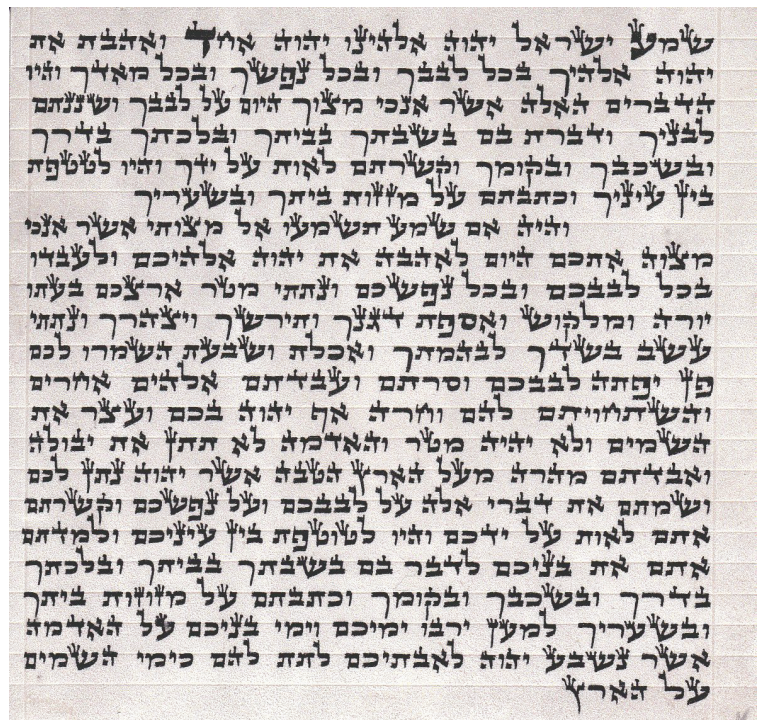 שמע ישראל יהוה אלהינו יהוה אחד ואהבת את
יהוה אלהיך בכל לבבך ובכל נפשך ובכל מאדך והיו
הדברים האלה אשר אנכי מצוך היום על לבבך ושננתם
לבניך ודברת בם בשבתך בביתך ובלכתך בדרך
ובשכבך ובקומך וקשרתם לאות על ידך והיו לטטפת
בין עיניך וכתבתם על מזזות ביתך ובשעריך
והיה אם שמע תשמעו אל מצותי אשר אנכי
מצוה אתכם היום לאהבה את יהוה אלהיכם ולעבדו
בכל לבבכם ובכל נפשכם ונתתי מטר ארצכם בעתו
יורה ומלקוש ואספת דגנך ותירשך ויצהרך ונתתי
עשב בשדך לבהמתך ואכלת ושבעת השמרו לכם
פן יפתה לבבכם וסרתם ועבדתם אלהים אחרים
והשתחויתם להם וחרה אף יהוה בכם ועצר את
השמים ולא יהיה מטר והאדמה לא תתן את יבולה
ואבדתם מהרה מעל הארץ הטבה אשר יהוה נתן לכם
ושמתם את דברי אלה על לבבכם ועל נפשכם וקשרתם
אתם לאות על ידכם והיו לטוטפת בין עיניכם ולמדתם
אתם את בניכם לדבר בם בשבתך בביתך ובלכתך
בדרך ובשכבך ובקומך וכתבתם על מזוזות ביתך
ובשעריך למען ירבו ימיכם וימי בניכם על האדמה
אשר נשבע יהוה לאבתיכם לתת להם כימי השמים
על הארץ